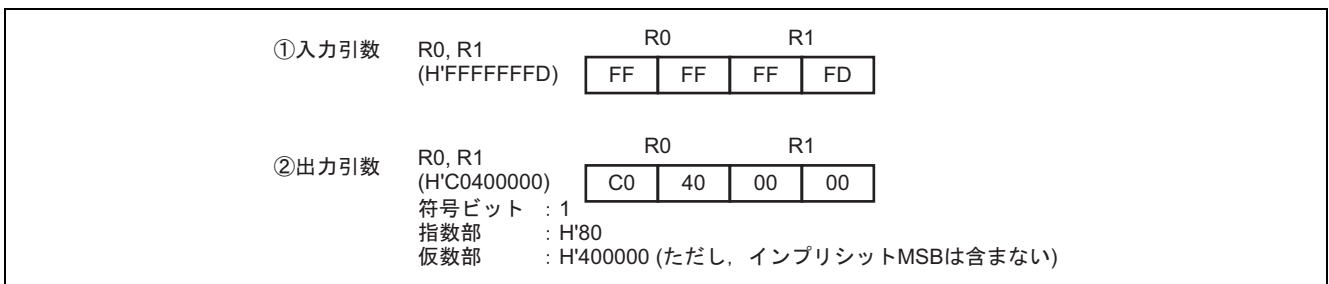 ①入力引数 R0, R1 R0 R1
(H'FFFFFFFD) FF FF FF FD
②出力引数 R0, R1 R0 R1
(H'C0400000) C0 40 00 00
符号ビット : 1
指数部 : H'80
仮数部 : H'400000 (ただし，インプリシットMSBは含まない)